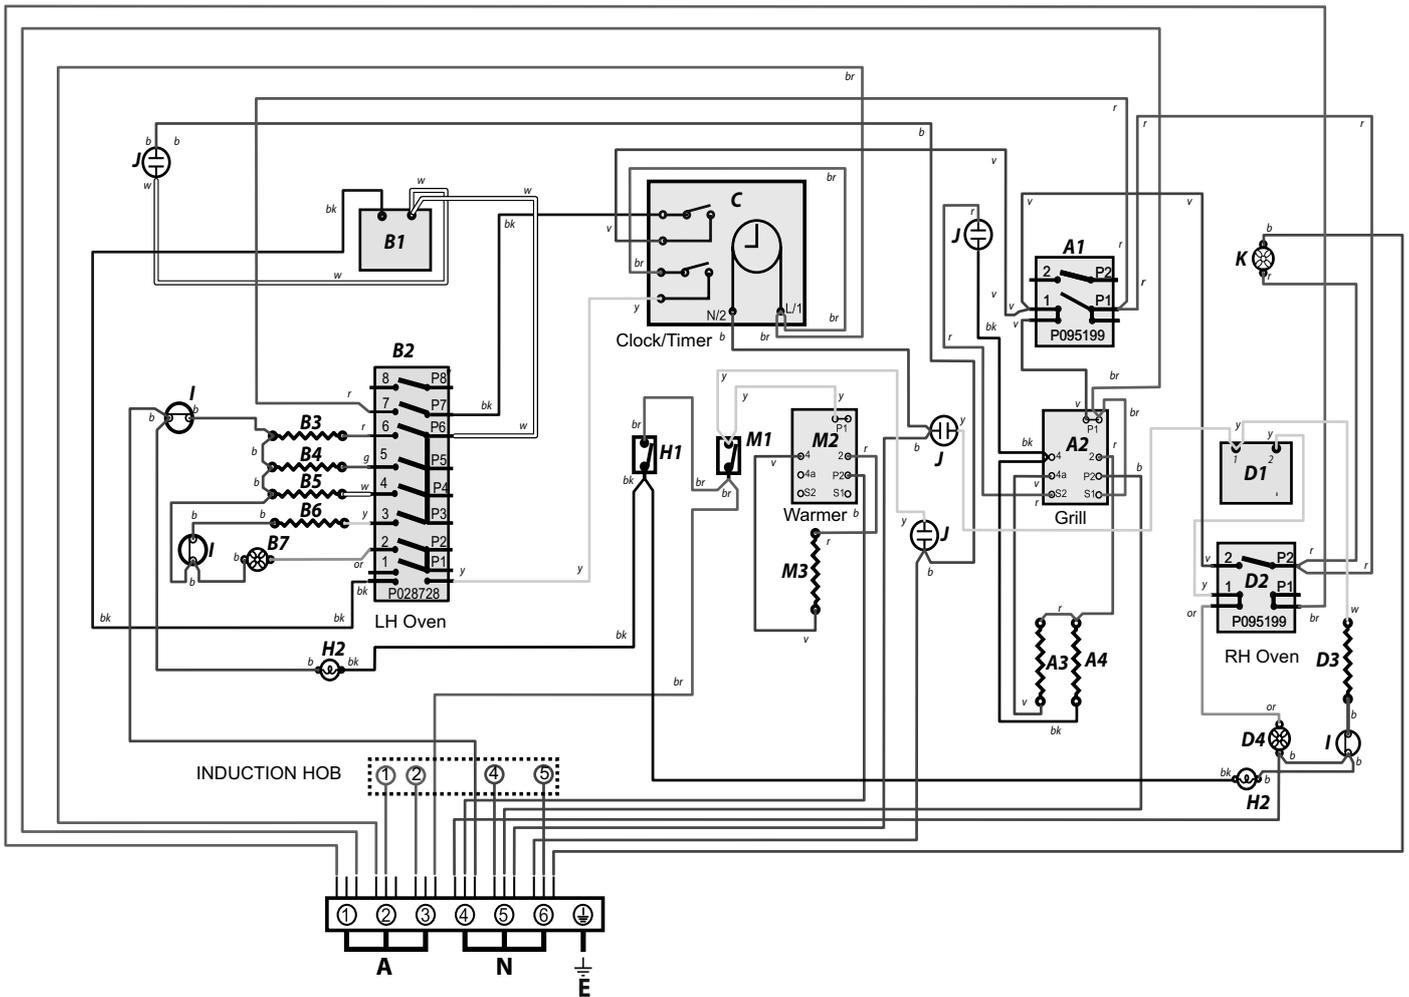 br
r
b b b r r
J
v
br
w
w
bk
w
bk
v
C
v v
r
J
b
K
r
B1
br
A1
r
r
2 P2
w
y
N/2 L/1
v
1 P1
v
bk
r
P095199
Clock/Timer
b br br
B2
8 P8
br
y
v
br
I
r
7 P7
bk
y
y
P1
b b
B3
r
6 P6
w
br
H1
M1
M2
r
b
J
y
bk
A2
P1
y y
1 2
D1
b
B4
g
5 P5
v
4 2
4 2
b
B5
w
4 P4
bk
br br
4a P2
v
4a P2
b
S2 S1
r
S2 S1
B6
y
3 P3
Warmer
b
Grill
b b
I
B7
b
or
2 P2
1 P1
y
y
y
J
b
r
M3
r
v
2 P2
r
r
D2
b
bk
P028728
y
1 P1
or
br
P095199
w
LH Oven
bk
v
r
RH Oven
H2
b bk
br
A3
A4
D3
v
bk
or
b
D4
I
b b
INDUCTION HOB
1 2 4 5
bk b
H2
1 2 3 4 5 6
A N
E